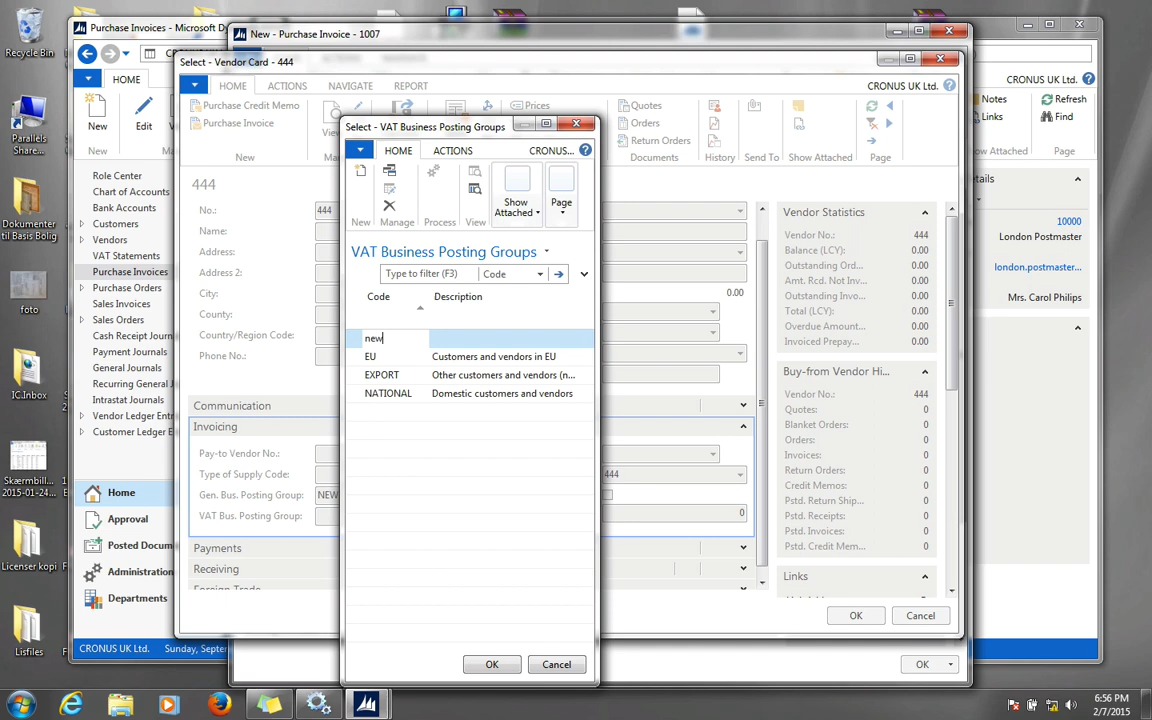 Recycle Bin
Parallels
Share...
Dokumenter
til Basis Bolig
foto
IC.Inbox
Skærmbill...
2015-01-24...
Licenser kopi
Lisfiles
Purchase Invoices - Microsoft Dy
HOME
New
Edit
New
Role Center
Chart of Accounts
Bank Accounts
Customers
Vendors
VAT Statements
Purchase Invoices
Purchase Orders
Sales Invoices
Sales Orders
Cash Receipt Journ
Payment Journals
General Journals
Recurring General J
Intrastat Journals
Vendor Ledger Entr
Customer Ledger E
Home
Approval
Posted Docum
Administration
Departments
CRONUS UK Ltd.
Sunday, Septem
New - Purchase Invoice - 1007
OK
CRONUS UK Ltd.
Notes
Links
Refresh
Find
Show Attached
Page
etails
10000
London Postmaster
london.postmaster...
Mrs. Carol Philips
Select - Vendor Card - 444
HOME
ACTIONS
NAVIGATE
REPORT
CRONUS UK Ltd.
Purchase Credit Memo
Purchase Invoice
New
Prices
Quotes
Orders
Return Orders
Documents
History
Send To
Show Attached
Page
444
No.:
444
Name:
Address:
Address 2:
City:
County:
Country/Region Code:
Phone No.:
0.00
Communication
Invoicing
Pay-to Vendor No.:
Type of Supply Code:
444
Gen. Bus. Posting Group:
NEW
VAT Bus. Posting Group:
0
Payments
Receiving
Foreign Trade
Vendor Statistics
Vendor No.:
444
Balance (LCY):
0.00
Outstanding Ord...
0.00
Amt. Rcd. Not Inv...
0.00
Outstanding Invo...
0.00
Total (LCY):
0.00
Overdue Amount...
0.00
Invoiced Prepay...
0.00
Buy-from Vendor Hi...
Vendor No.:
444
Quotes:
0
Blanket Orders:
0
Orders:
0
Invoices:
0
Return Orders:
0
Credit Memos:
0
Pstd. Return Ship...
0
Pstd. Receipts:
0
Pstd. Invoices:
0
Pstd. Credit Mem...
0
Links
OK
Cancel
Select - VAT Business Posting Groups
HOME
ACTIONS
CRONUS...
New
Manage
Process
View
Show
Attached
Page
VAT Business Posting Groups
Type to filter (F3)
Code
Code
Description
new
EU
Customers and vendors in EU
EXPORT
Other customers and vendors (n...
NATIONAL
Domestic customers and vendors
OK
Cancel
6:56 PM
2/7/2015